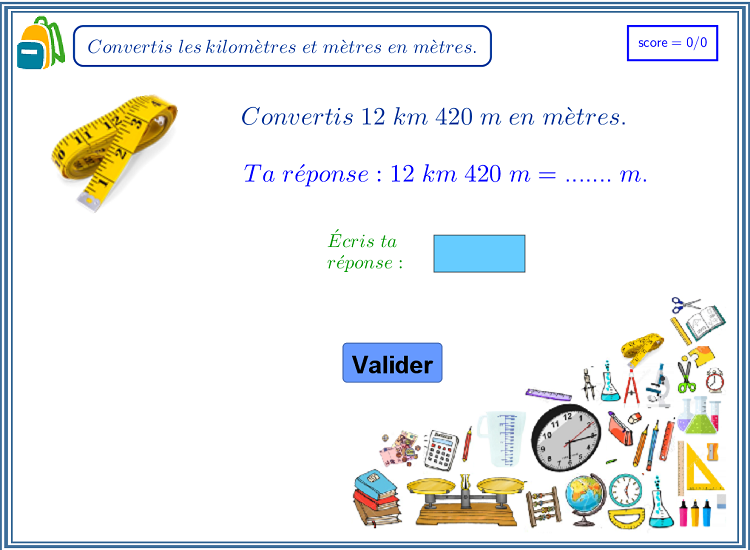 Convertis les kilomètres et mètres en mètres.
score = 0/0
Convertis 12 km 420 m en mètres.
Ta réponse : 12 km 420 m = ....... m.
Écris ta
réponse :
Valider